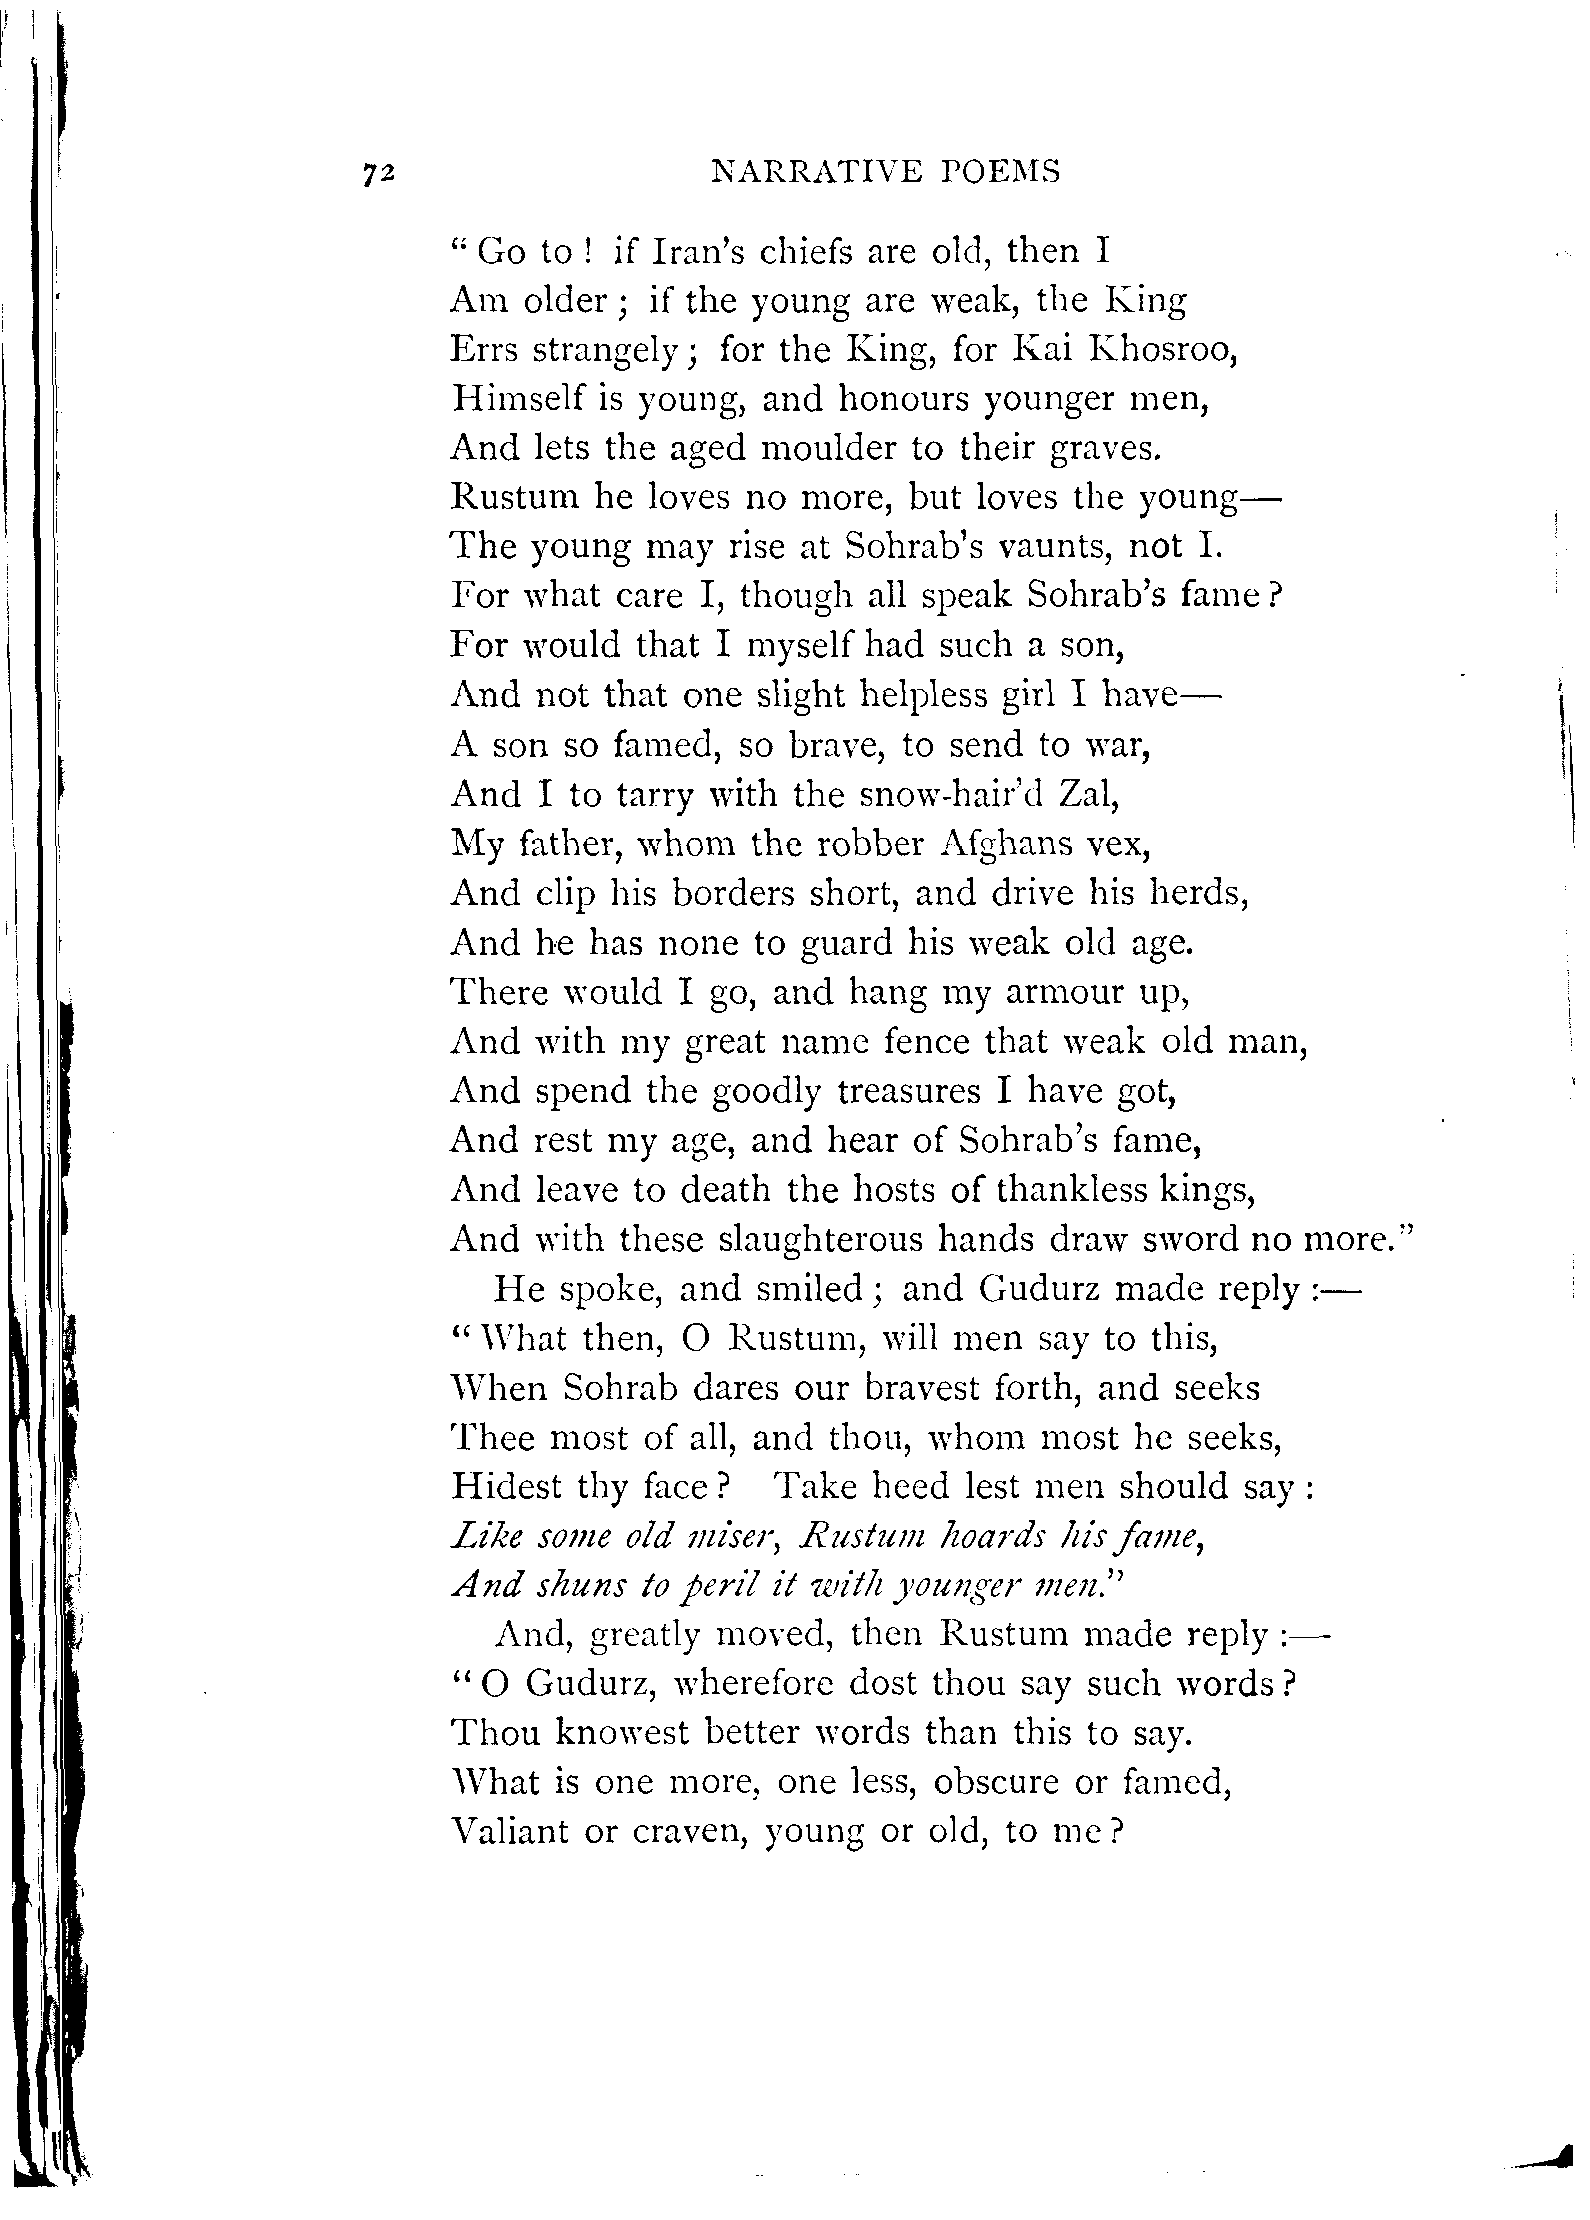 72 NARRATIVE POEMS
“ Go to ! if Iran’s chiefs are old, then I
Am older ; if the young are weak, the King
Errs strangely ; for the King, for Kai Khosroo,
Himself is young, and honours younger men,
And lets the aged moulder to their graves.
Rustum he loves no more, but loves the young—
The young may rise at Sohrab’s vaunts, not I.
For what care I, though all speak Sohrab’s fame ?
For would that I myself had such a son,
And not that one slight helpless girl I have—
A son so famed, so brave, to send to war,
And I to tarry with the snow-hair’d Zal,
My father, whom the robber Afghans vex,
And clip his borders short, and drive his herds,
And he has none to guard his weak old age.
There would I go, and hang my armour up,
And with my great name fence that weak old man,
And spend the goodly treasures I have got,
And rest my age, and hear of Sohrab’s fame,
And leave to death the hosts of thankless kings,
And with these slaughterous hands draw sword no more.”
He spoke, and smiled ; and Gudurz made reply :—
“ What then, O Rustum, will men say to this,
When Sohrab dares our bravest forth, and seeks
Thee most of all, and thou, whom most he seeks,
Hidest thy face ? Take heed lest men should say :
Like some old miser, Rustum hoards his fame,
And shuns to peril it with younger men.”
And, greatly moved, then Rustum made reply :—
“ O Gudurz, wherefore dost thou say such words ?
Thou knowest better words than this to say.
What is one more, one less, obscure or famed,
Valiant or craven, young or old, to me ?